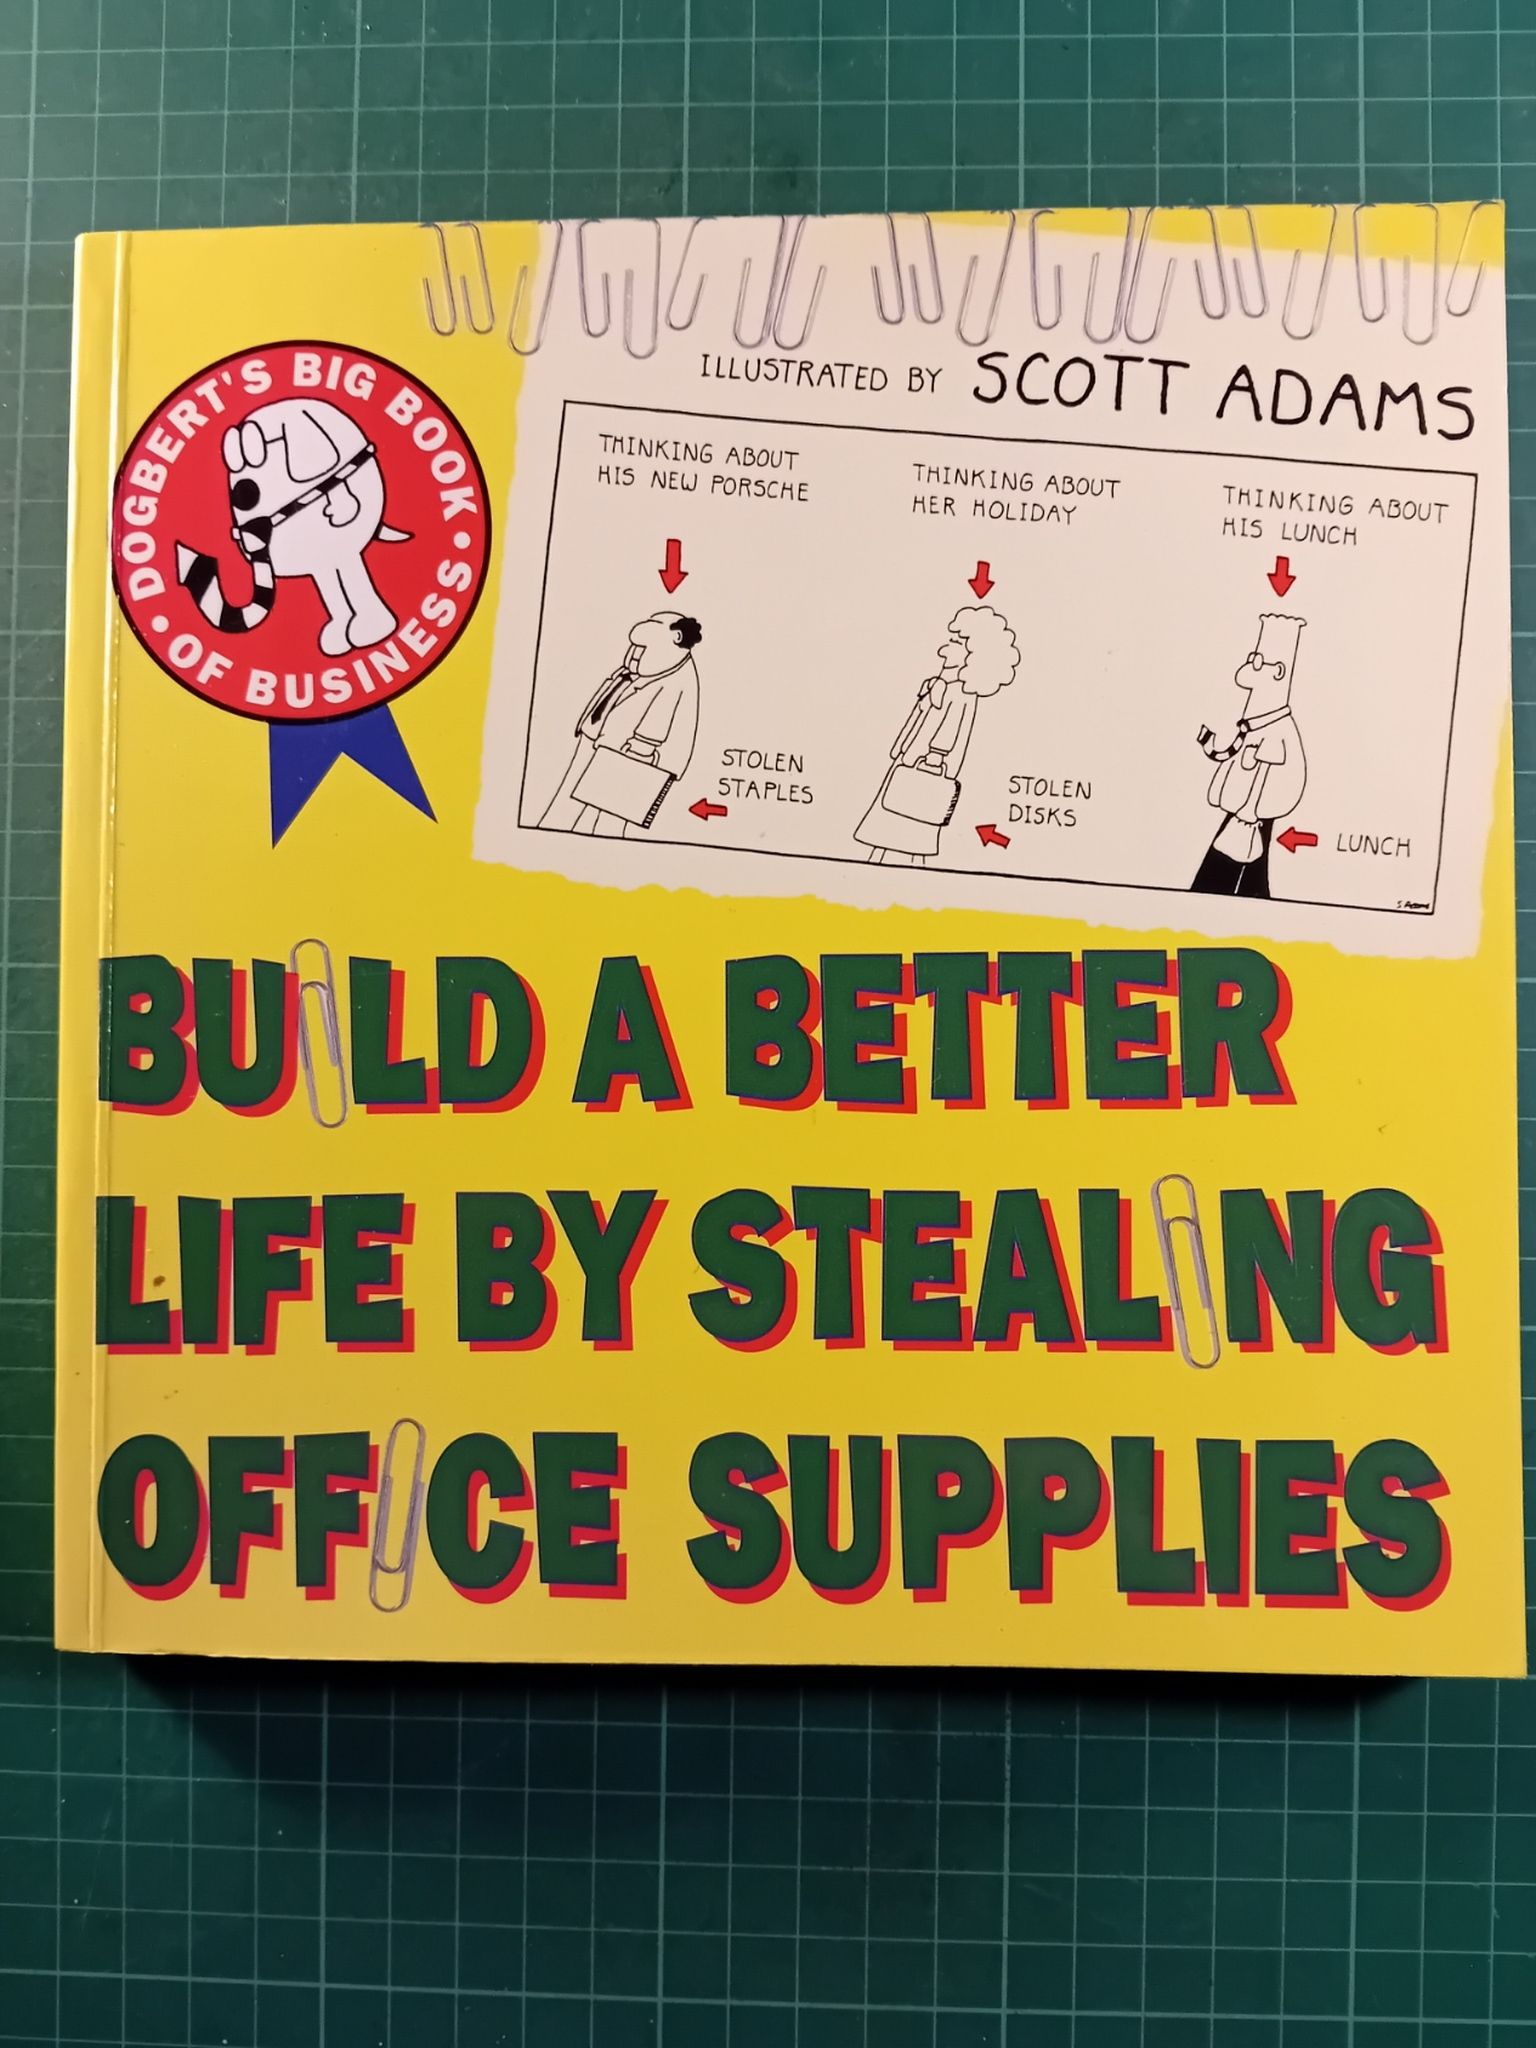 DOGBERT'S BIG BOOK
• OF BUSINESS •
ILLUSTRATED BY SCOTT ADAMS
THINKING ABOUT
HIS NEW PORSCHE
THINKING ABOUT
HER HOLIDAY
THINKING ABOUT
HIS LUNCH
STOLEN
STAPLES
STOLEN
DISKS
LUNCH
S. Adams
BUILD A BETTER
LIFE BY STEALING
OFFICE SUPPLIES